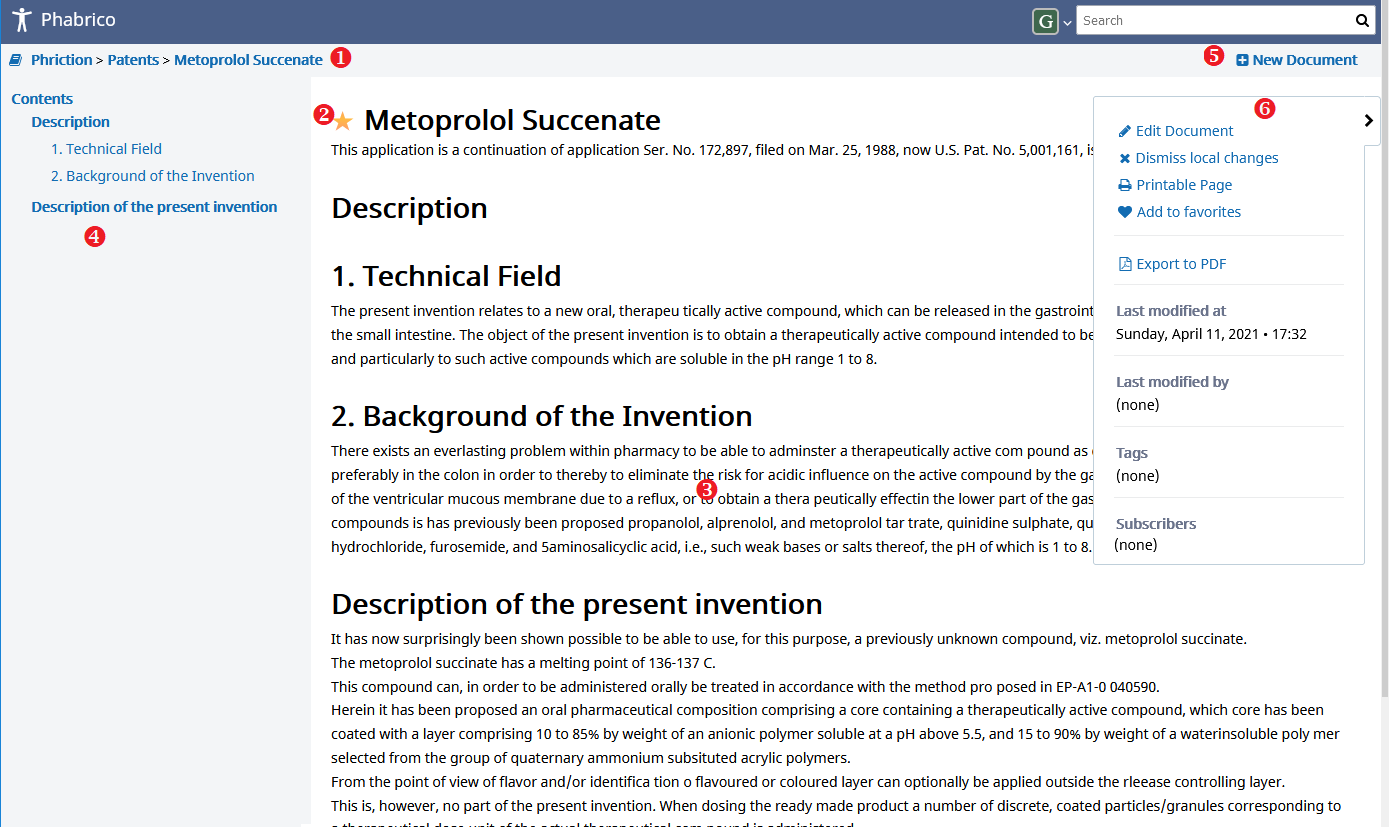 Phabrico
G
Search
Phriction > Patents > Metoprolol Succenate 1
5 New Document
Contents
Description
1. Technical Field
2. Background of the Invention
Description of the present invention
4
2 Metoprolol Succenate
This application is a continuation of application Ser. No. 172,897, filed on Mar. 25, 1988, now U.S. Pat. No. 5,001,161, is
Description
1. Technical Field
The present invention relates to a new oral, therapeu tically active compound, which can be released in the gastroint
the small intestine. The object of the present invention is to obtain a therapeutically active compound intended to be
and particularly to such active compounds which are soluble in the pH range 1 to 8.
2. Background of the Invention
There exists an everlasting problem within pharmacy to be able to adminster a therapeutically active com pound as
preferably in the colon in order to thereby to eliminate the risk for acidic influence on the active compound by the ga
3
of the ventricular mucous membrane due to a reflux, or to obtain a thera peutically effectin the lower part of the gas
compounds is has previously been proposed propanolol, alprenolol, and metoprolol tar trate, quinidine sulphate, qu
hydrochloride, furosemide, and 5aminosalicyclic acid, i.e., such weak bases or salts thereof, the pH of which is 1 to 8.
Description of the present invention
It has now surprisingly been shown possible to be able to use, for this purpose, a previously unknown compound, viz. metoprolol succinate.
The metoprolol succinate has a melting point of 136-137 C.
This compound can, in order to be administered orally be treated in accordance with the method pro posed in EP-A1-0 040590.
Herein it has been proposed an oral pharmaceutical composition comprising a core containing a therapeutically active compound, which core has been
coated with a layer comprising 10 to 85% by weight of an anionic polymer soluble at a pH above 5.5, and 15 to 90% by weight of a waterinsoluble poly mer
selected from the group of quaternary ammonium subsituted acrylic polymers.
From the point of view of flavor and/or identifica tion o flavoured or coloured layer can optionally be applied outside the rleease controlling layer.
This is, however, no part of the present invention. When dosing the ready made product a number of discrete, coated particles/granules corresponding to
a therapeutical dose unit of the actual therapeutical com pound is administered.
6
Edit Document
Dismiss local changes
Printable Page
Add to favorites
Export to PDF
Last modified at
Sunday, April 11, 2021 • 17:32
Last modified by
(none)
Tags
(none)
Subscribers
(none)